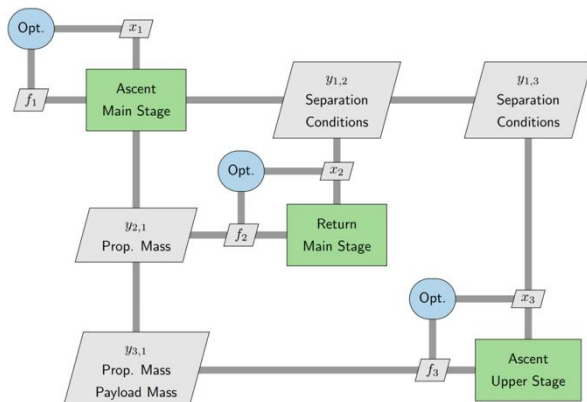 Opt.
x₁
f₁
Ascent
Main Stage
y₁,₂
Separation
Conditions
y₁,₃
Separation
Conditions
Opt.
x₂
y₂,₁
Prop. Mass
f₂
Return
Main Stage
Opt.
x₃
y₃,₁
Prop. Mass
Payload Mass
f₃
Ascent
Upper Stage